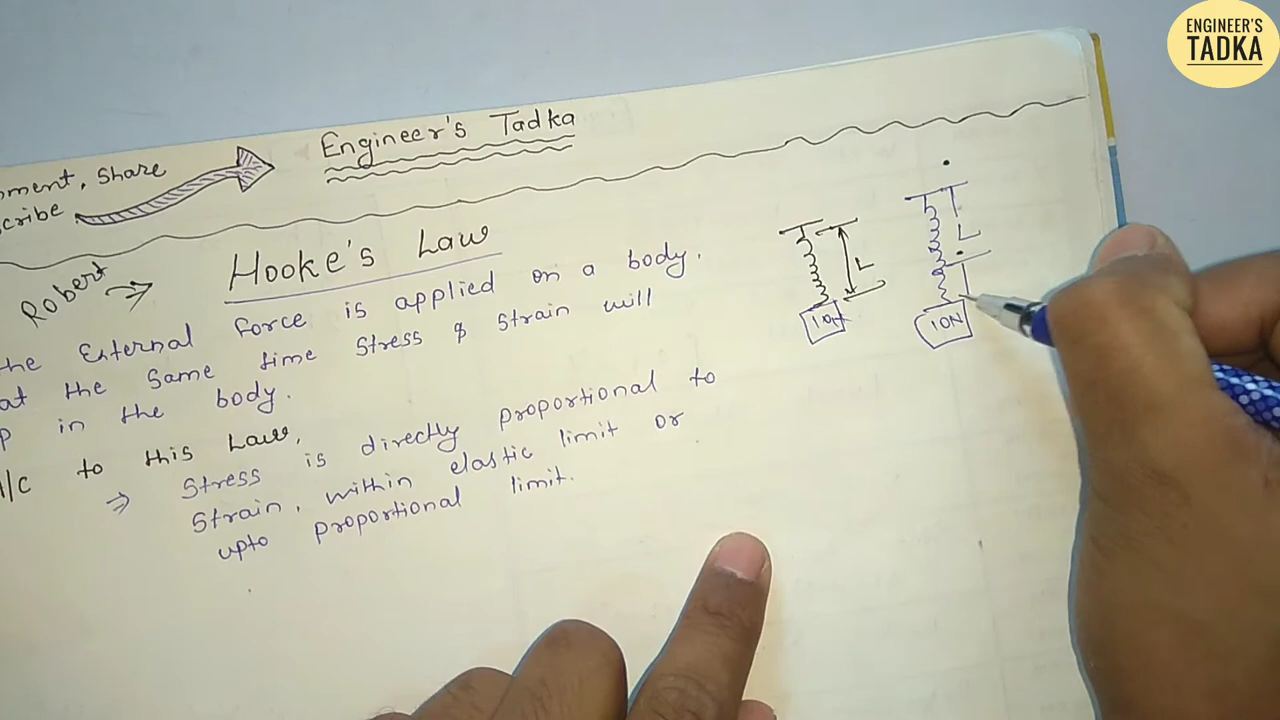 ENGINEER'S
TADKA
ment, Share
cribe
Engineer's Tadka
Robert
Hooke's Law
the External force is applied on a body.
at the same time stress & strain will
p in the body.
A/c to this Law,
⇒ Stress is directly proportional to
strain, within elastic limit or
upto proportional limit.
L
10N
L
10N